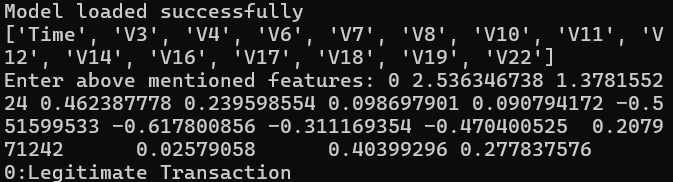 Model loaded successfully
['Time', 'V3', 'V4', 'V6', 'V7', 'V8', 'V10', 'V11', 'V
12', 'V14', 'V16', 'V17', 'V18', 'V19', 'V22']
Enter above mentioned features: 0 2.536346738 1.3781552
24 0.462387778 0.239598554 0.098697901 0.090794172 -0.5
51599533 -0.617800856 -0.311169354 -0.470400525  0.2079
71242      0.02579058      0.40399296 0.277837576
0:Legitimate Transaction